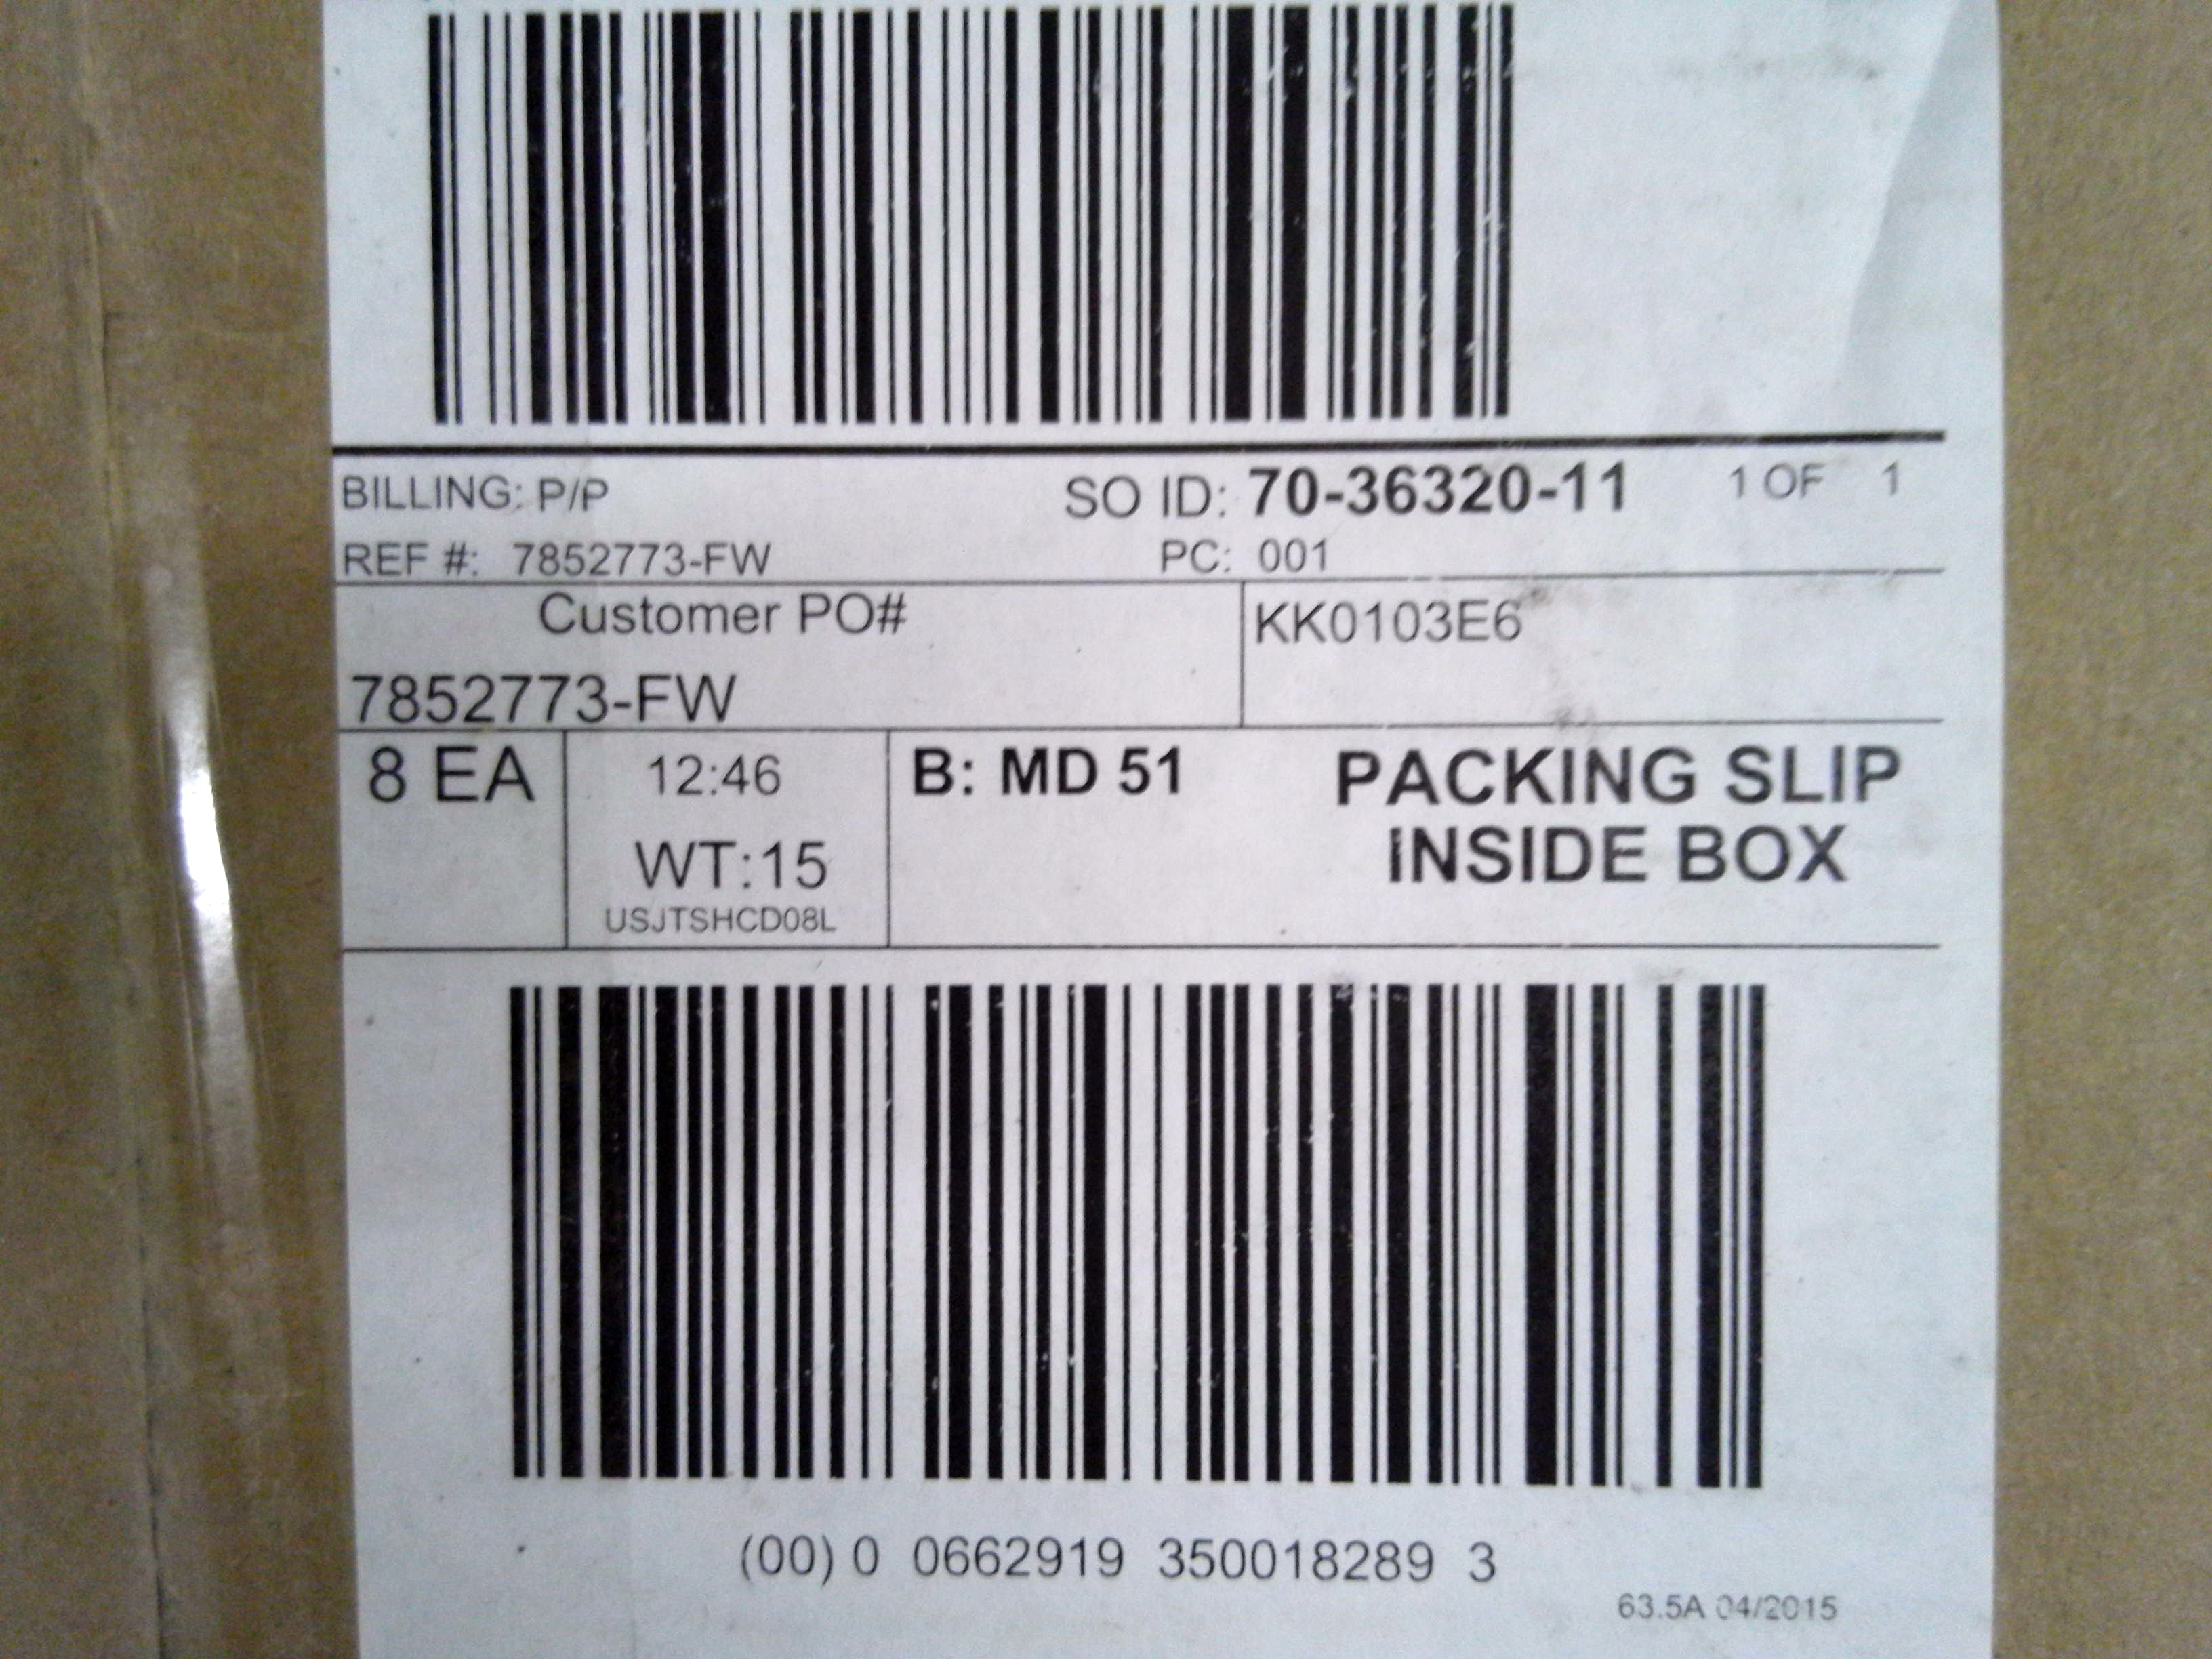 BILLING: P/P SO ID: 70-36320-11 1 OF 1
REF #: 7852773-FW PC: 001
Customer PO# KK0103E6
7852773-FW
8 EA 12:46 B: MD 51 PACKING SLIP
WT:15 INSIDE BOX
USJTSHCD08L
(00) 0 0662919 350018289 3
63.5A 04/2015